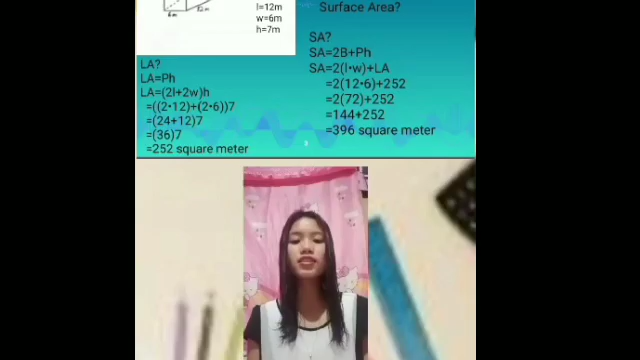 6m
12m
l=12m
w=6m
h=7m
LA?
LA=Ph
LA=(2l+2w)h
=((2•12)+(2•6))7
=(24+12)7
=(36)7
=252 square meter
Surface Area?
SA?
SA=2B+Ph
SA=2(l•w)+LA
=2(12•6)+252
=2(72)+252
=144+252
=396 square meter